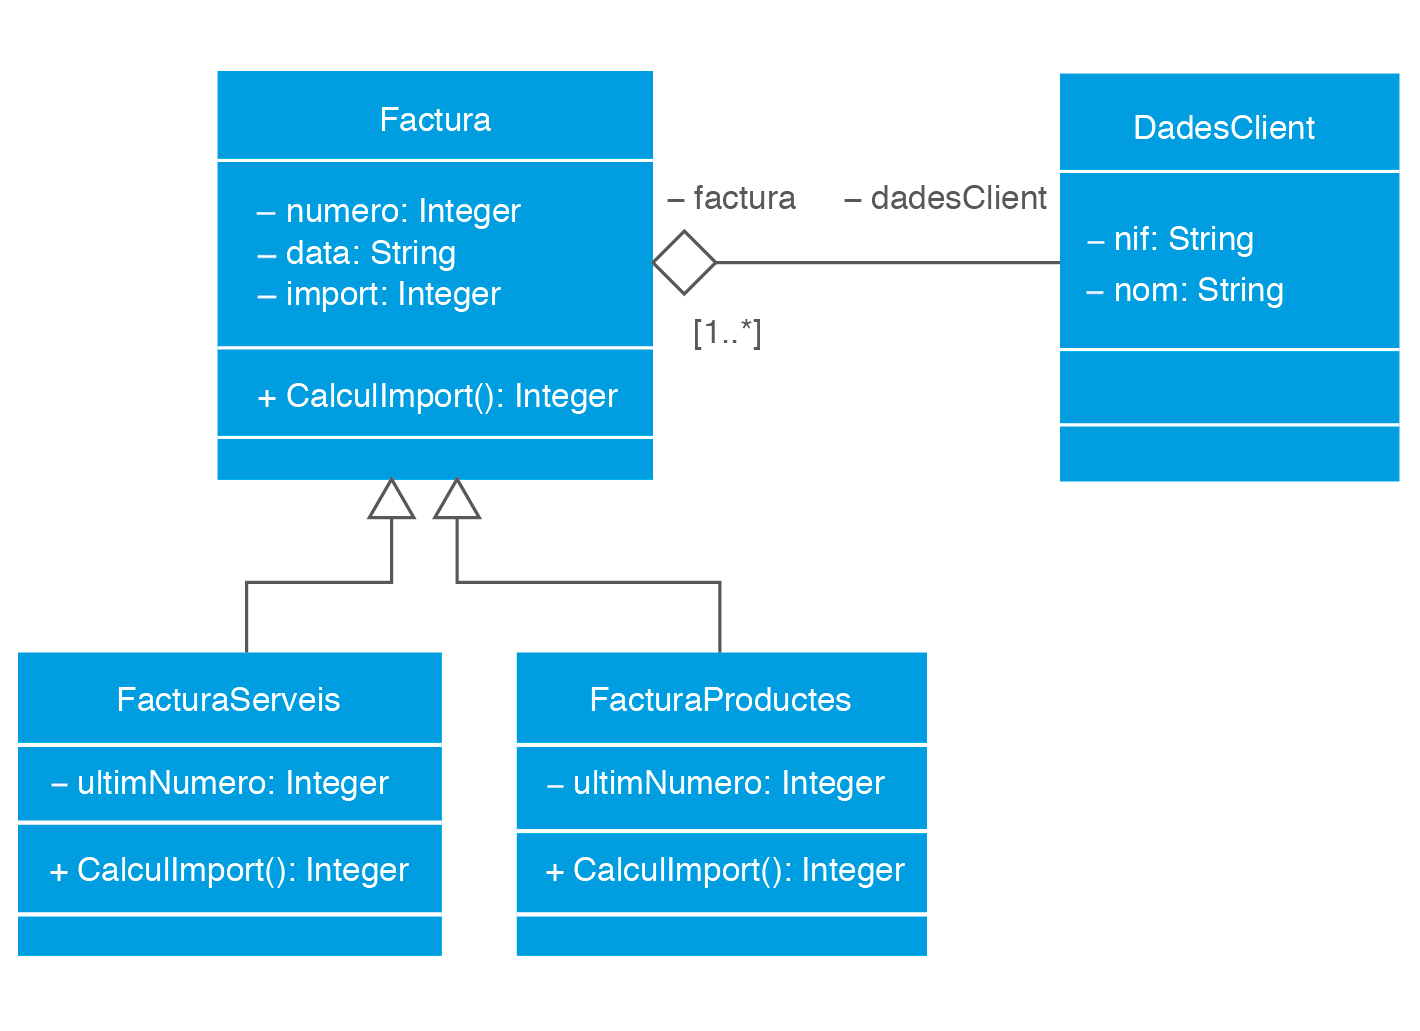 Factura
– numero: Integer
– data: String
– import: Integer
+ CalculImport(): Integer
– factura
– dadesClient
[1..*]
DadesClient
– nif: String
– nom: String
FacturaServeis
– ultimNumero: Integer
+ CalculImport(): Integer
FacturaProductes
– ultimNumero: Integer
+ CalculImport(): Integer